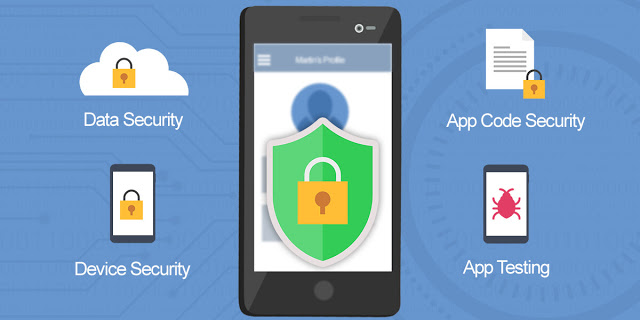 Martin's Profile
Data Security
App Code Security
Device Security
App Testing